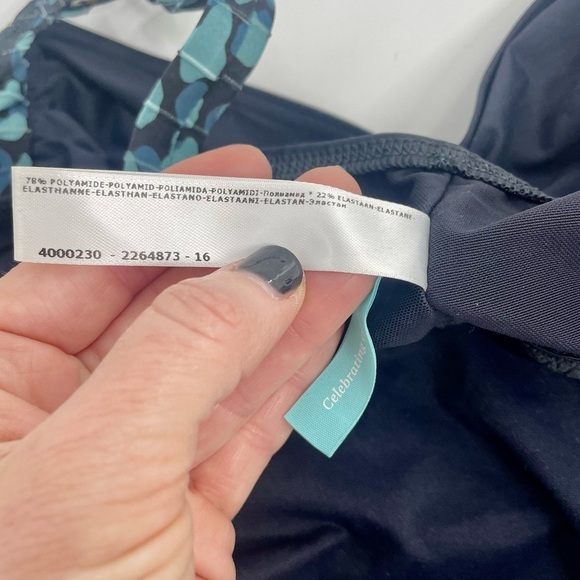 78% POLYAMIDE-POLYAMID-POLIAMIDA-POLYAMIDI-Полиамид * 22% ELASTAAN-ELASTANE-
ELASTHANNE-ELASTHAN-ELASTANO-ELASTAANI-ELASTAN-Эластан
4000230 - 2264873 - 16
Celebrating